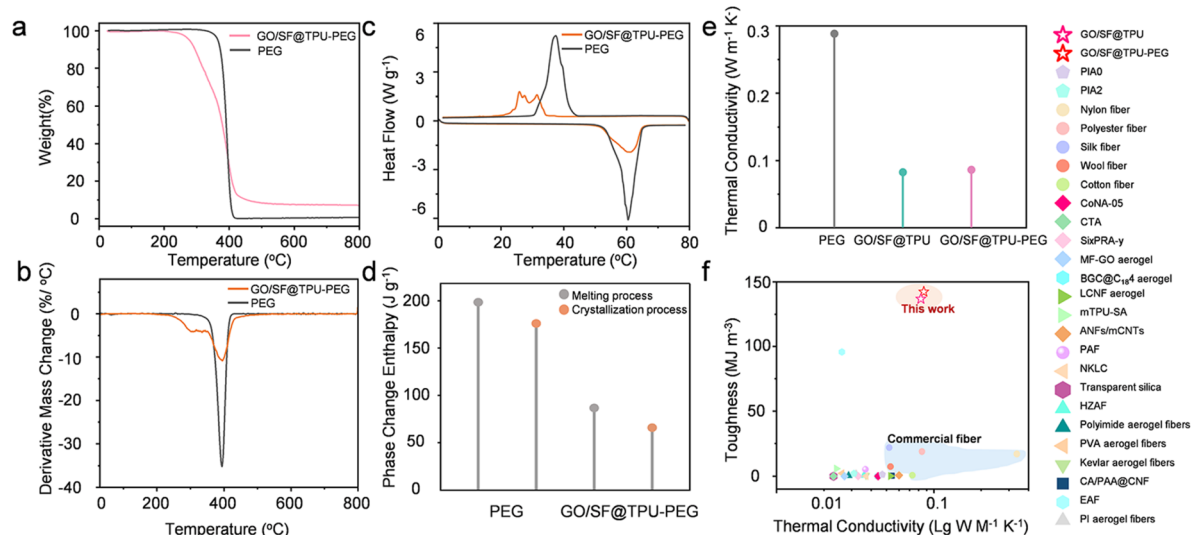 a
100
80
60
40
20
0
Weight(%)
GO/SF@TPU-PEG
PEG
0
200
400
600
800
Temperature (ºC)
b
0
-10
-20
-30
-40
Derivative Mass Change (%/ ºC)
GO/SF@TPU-PEG
PEG
0
200
400
600
800
Temperature (ºC)
c
6
3
0
-3
-6
Heat Flow (W g⁻¹)
GO/SF@TPU-PEG
PEG
0
20
40
60
80
Temperature (ºC)
d
200
150
100
50
0
Phase Change Enthalpy (J g⁻¹)
Melting process
Crystallization process
PEG
GO/SF@TPU-PEG
e
0.3
0.2
0.1
0
Thermal Conductivity (W m⁻¹ K⁻)
PEG
GO/SF@TPU
GO/SF@TPU-PEG
f
150
100
50
0
Toughness (MJ m⁻³)
This work
Commercial fiber
0.01
0.1
Thermal Conductivity (Lg W M⁻¹ K⁻¹)
GO/SF@TPU
GO/SF@TPU-PEG
PIA0
PIA2
Nylon fiber
Polyester fiber
Silk fiber
Wool fiber
Cotton fiber
CoNA-05
CTA
SixPRA-y
MF-GO aerogel
BGC@C₁₈4 aerogel
LCNF aerogel
mTPU-SA
ANFs/mCNTs
PAF
NKLC
Transparent silica
HZAF
Polyimide aerogel fibers
PVA aerogel fibers
Kevlar aerogel fibers
CA/PAA@CNF
EAF
PI aerogel fibers